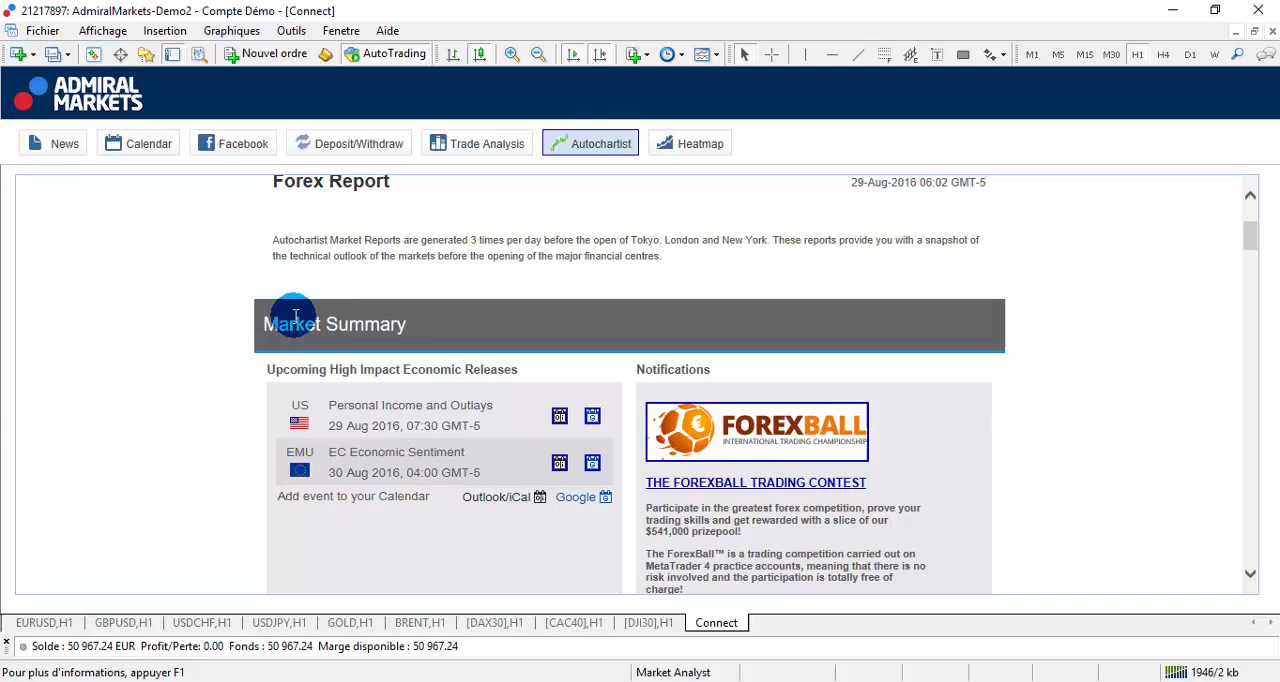 21217897: AdmiralMarkets-Demo2 - Compte Démo - [Connect]
Fichier Affichage Insertion Graphiques Outils Fenetre Aide
Nouvel ordre AutoTrading M1 M5 M15 M30 H1 H4 D1 W
ADMIRAL
MARKETS
News Calendar Facebook Deposit/Withdraw Trade Analysis Autochartist Heatmap
Forex Report 29-Aug-2016 06:02 GMT-5
Autochartist Market Reports are generated 3 times per day before the open of Tokyo, London and New York. These reports provide you with a snapshot of
the technical outlook of the markets before the opening of the major financial centres.
Market Summary
Upcoming High Impact Economic Releases
US Personal Income and Outlays
29 Aug 2016, 07:30 GMT-5
EMU EC Economic Sentiment
30 Aug 2016, 04:00 GMT-5
Add event to your Calendar Outlook/iCal Google
Notifications
FOREXBALL
INTERNATIONAL TRADING CHAMPIONSHIP
THE FOREXBALL TRADING CONTEST
Participate in the greatest forex competition, prove your
trading skills and get rewarded with a slice of our
$541,000 prizepool!
The ForexBall™ is a trading competition carried out on
MetaTrader 4 practice accounts, meaning that there is no
risk involved and the participation is totally free of
charge!
EURUSD,H1 GBPUSD,H1 USDCHF,H1 USDJPY,H1 GOLD,H1 BRENT,H1 [DAX30],H1 [CAC40],H1 [DJI30],H1 Connect
Solde : 50 967.24 EUR Profit/Perte: 0.00 Fonds : 50 967.24 Marge disponible : 50 967.24
Pour plus d'informations, appuyer F1 Market Analyst 1946/2 kb